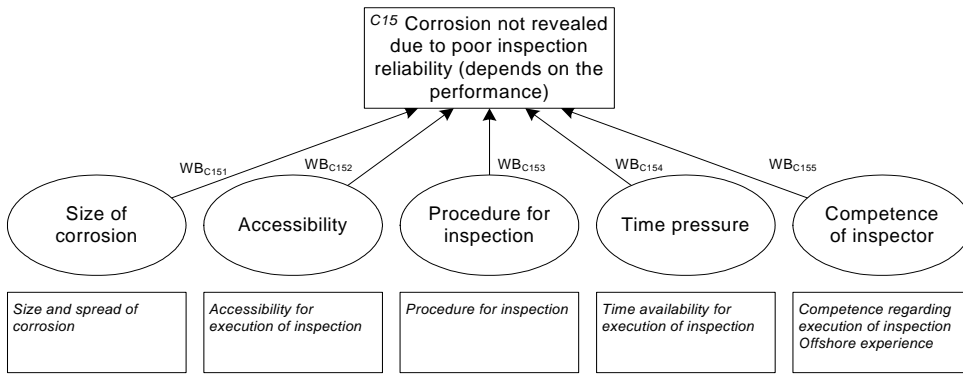 C15 Corrosion not revealed
due to poor inspection
reliability (depends on the
performance)
WBC151
WBC152
WBC153
WBC154
WBC155
Size of
corrosion
Accessibility
Procedure for
inspection
Time pressure
Competence
of inspector
Size and spread of
corrosion
Accessibility for
execution of inspection
Procedure for inspection
Time availability for
execution of inspection
Competence regarding
execution of inspection
Offshore experience